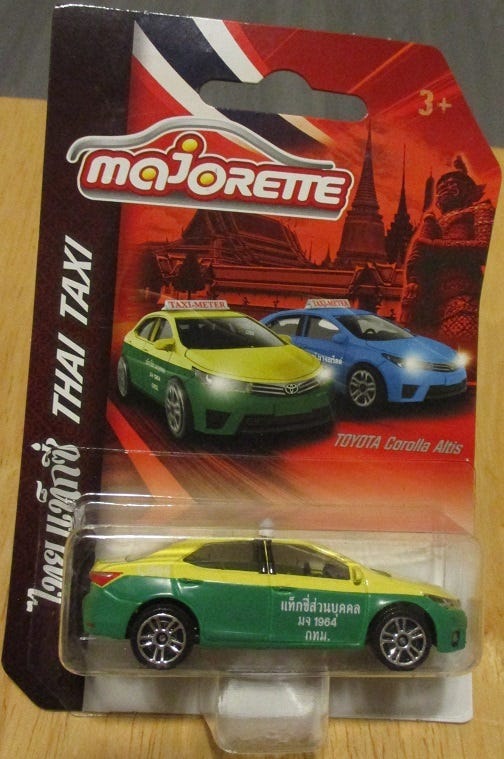 3+
MAJORETTE
ไทย แท็กซี่
THAI TAXI
TAXI-METER
TAXI-METER
TOYOTA Corolla Altis
แท็กซี่ส่วนบุคคล
มจ 1964
กทม.